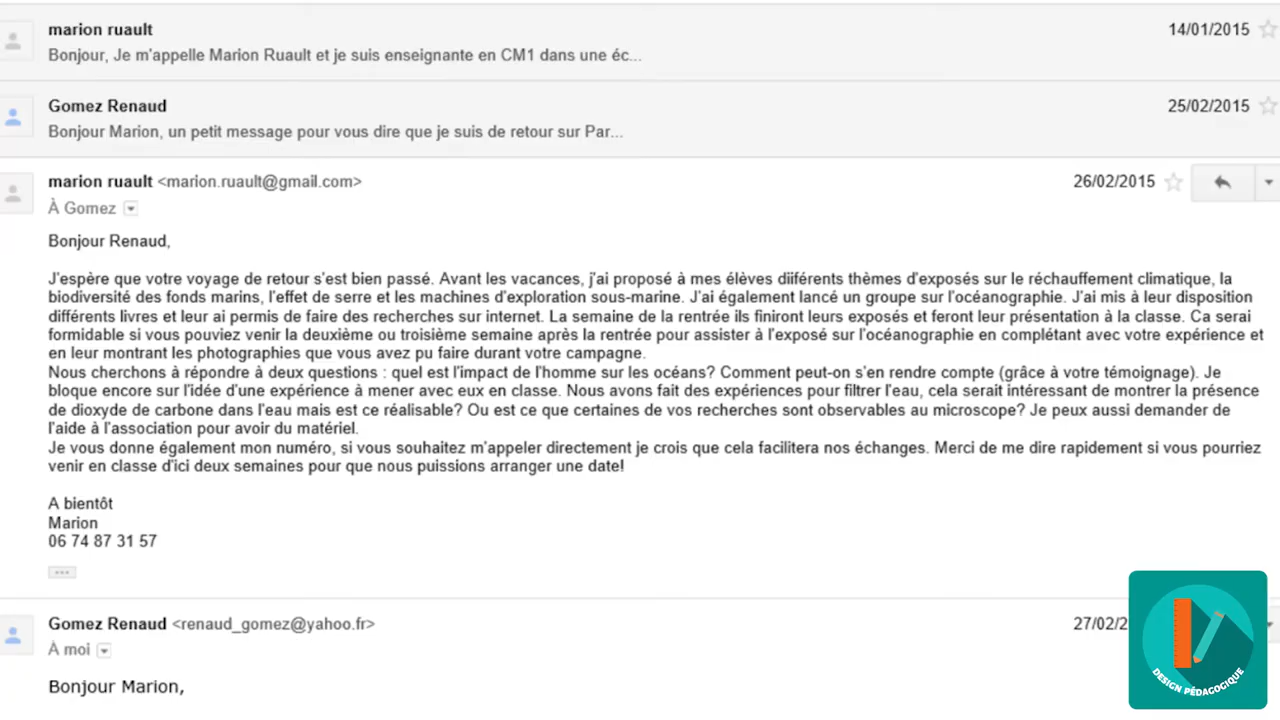 marion ruault 14/01/2015
Bonjour, Je m'appelle Marion Ruault et je suis enseignante en CM1 dans une éc...
Gomez Renaud 25/02/2015
Bonjour Marion, un petit message pour vous dire que je suis de retour sur Par...
marion ruault <marion.ruault@gmail.com> 26/02/2015
À Gomez
Bonjour Renaud,
J'espère que votre voyage de retour s'est bien passé. Avant les vacances, j'ai proposé à mes élèves diifférents thèmes d'exposés sur le réchauffement climatique, la
biodiversité des fonds marins, l'effet de serre et les machines d'exploration sous-marine. J'ai également lancé un groupe sur l'océanographie. J'ai mis à leur disposition
différents livres et leur ai permis de faire des recherches sur internet. La semaine de la rentrée ils finiront leurs exposés et feront leur présentation à la classe. Ca serai
formidable si vous pouviez venir la deuxième ou troisième semaine après la rentrée pour assister à l'exposé sur l'océanographie en complétant avec votre expérience et
en leur montrant les photographies que vous avez pu faire durant votre campagne.
Nous cherchons à répondre à deux questions : quel est l'impact de l'homme sur les océans? Comment peut-on s'en rendre compte (grâce à votre témoignage). Je
bloque encore sur l'idée d'une expérience à mener avec eux en classe. Nous avons fait des expériences pour filtrer l'eau, cela serait intéressant de montrer la présence
de dioxyde de carbone dans l'eau mais est ce réalisable? Ou est ce que certaines de vos recherches sont observables au microscope? Je peux aussi demander de
l'aide à l'association pour avoir du matériel.
Je vous donne également mon numéro, si vous souhaitez m'appeler directement je crois que cela facilitera nos échanges. Merci de me dire rapidement si vous pourriez
venir en classe d'ici deux semaines pour que nous puissions arranger une date!
A bientôt
Marion
06 74 87 31 57
Gomez Renaud <renaud_gomez@yahoo.fr> 27/02/2
À moi
Bonjour Marion,
DESIGN PÉDAGOGIQUE